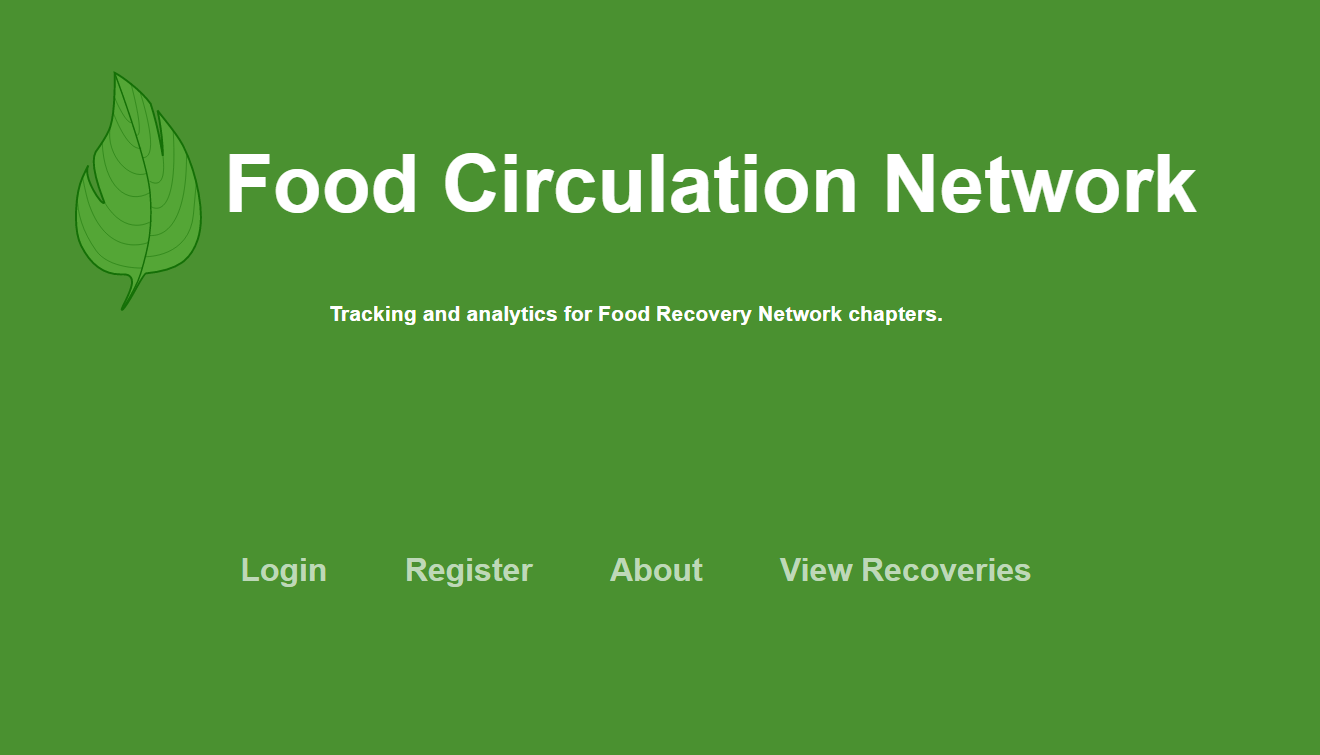 Food Circulation Network
Tracking and analytics for Food Recovery Network chapters.
Login Register About View Recoveries